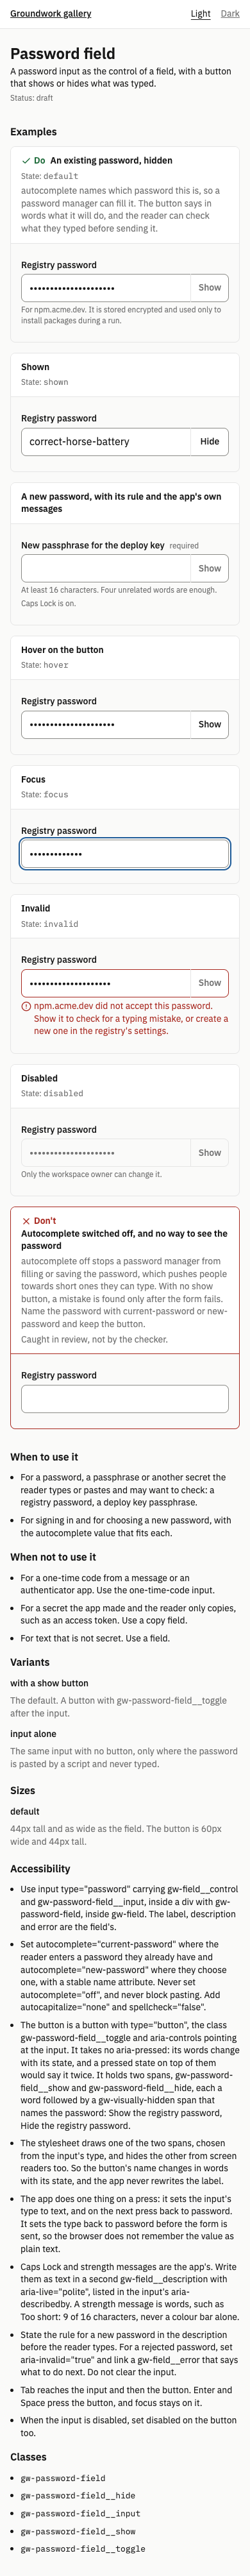 Groundwork gallery
Light Dark
Password field
A password input as the control of a field, with a button
that shows or hides what was typed.
Status: draft
Examples
Do An existing password, hidden
State: default
autocomplete names which password this is, so a
password manager can fill it. The button says in
words what it will do, and the reader can check
what they typed before sending it.
Registry password
•••••••••••••••••••••
Show
For npm.acme.dev. It is stored encrypted and used only to
install packages during a run.
Shown
State: shown
Registry password
correct-horse-battery
Hide
A new password, with its rule and the app's own
messages
New passphrase for the deploy key required
Show
At least 16 characters. Four unrelated words are enough.
Caps Lock is on.
Hover on the button
State: hover
Registry password
•••••••••••••••••••••
Show
Focus
State: focus
Registry password
•••••••••••••
Invalid
State: invalid
Registry password
••••••••••••••••••••
Show
npm.acme.dev did not accept this password.
Show it to check for a typing mistake, or create a
new one in the registry's settings.
Disabled
State: disabled
Registry password
•••••••••••••••••••••
Show
Only the workspace owner can change it.
Don't
Autocomplete switched off, and no way to see the
password
autocomplete off stops a password manager from
filling or saving the password, which pushes people
towards short ones they can type. With no show
button, a mistake is found only after the form fails.
Name the password with current-password or new-
password and keep the button.
Caught in review, not by the checker.
Registry password
When to use it
• For a password, a passphrase or another secret the
reader types or pastes and may want to check: a
registry password, a deploy key passphrase.
• For signing in and for choosing a new password, with
the autocomplete value that fits each.
When not to use it
• For a one-time code from a message or an
authenticator app. Use the one-time-code input.
• For a secret the app made and the reader only copies,
such as an access token. Use a copy field.
• For text that is not secret. Use a field.
Variants
with a show button
The default. A button with gw-password-field__toggle
after the input.
input alone
The same input with no button, only where the password
is pasted by a script and never typed.
Sizes
default
44px tall and as wide as the field. The button is 60px
wide and 44px tall.
Accessibility
• Use input type="password" carrying gw-field__control
and gw-password-field__input, inside a div with gw-
password-field, inside gw-field. The label, description
and error are the field's.
• Set autocomplete="current-password" where the
reader enters a password they already have and
autocomplete="new-password" where they choose
one, with a stable name attribute. Never set
autocomplete="off", and never block pasting. Add
autocapitalize="none" and spellcheck="false".
• The button is a button with type="button", the class
gw-password-field__toggle and aria-controls pointing
at the input. It takes no aria-pressed: its words change
with its state, and a pressed state on top of them
would say it twice. It holds two spans, gw-password-
field__show and gw-password-field__hide, each a
word followed by a gw-visually-hidden span that
names the password: Show the registry password,
Hide the registry password.
• The stylesheet draws one of the two spans, chosen
from the input's type, and hides the other from screen
readers too. So the button's name changes in words
with its state, and the app never rewrites the label.
• The app does one thing on a press: it sets the input's
type to text, and on the next press back to password.
It sets the type back to password before the form is
sent, so the browser does not remember the value as
plain text.
• Caps Lock and strength messages are the app's. Write
them as text in a second gw-field__description with
aria-live="polite", listed in the input's aria-
describedby. A strength message is words, such as
Too short: 9 of 16 characters, never a colour bar alone.
• State the rule for a new password in the description
before the reader types. For a rejected password, set
aria-invalid="true" and link a gw-field__error that says
what to do next. Do not clear the input.
• Tab reaches the input and then the button. Enter and
Space press the button, and focus stays on it.
• When the input is disabled, set disabled on the button
too.
Classes
• gw-password-field
• gw-password-field__hide
• gw-password-field__input
• gw-password-field__show
• gw-password-field__toggle